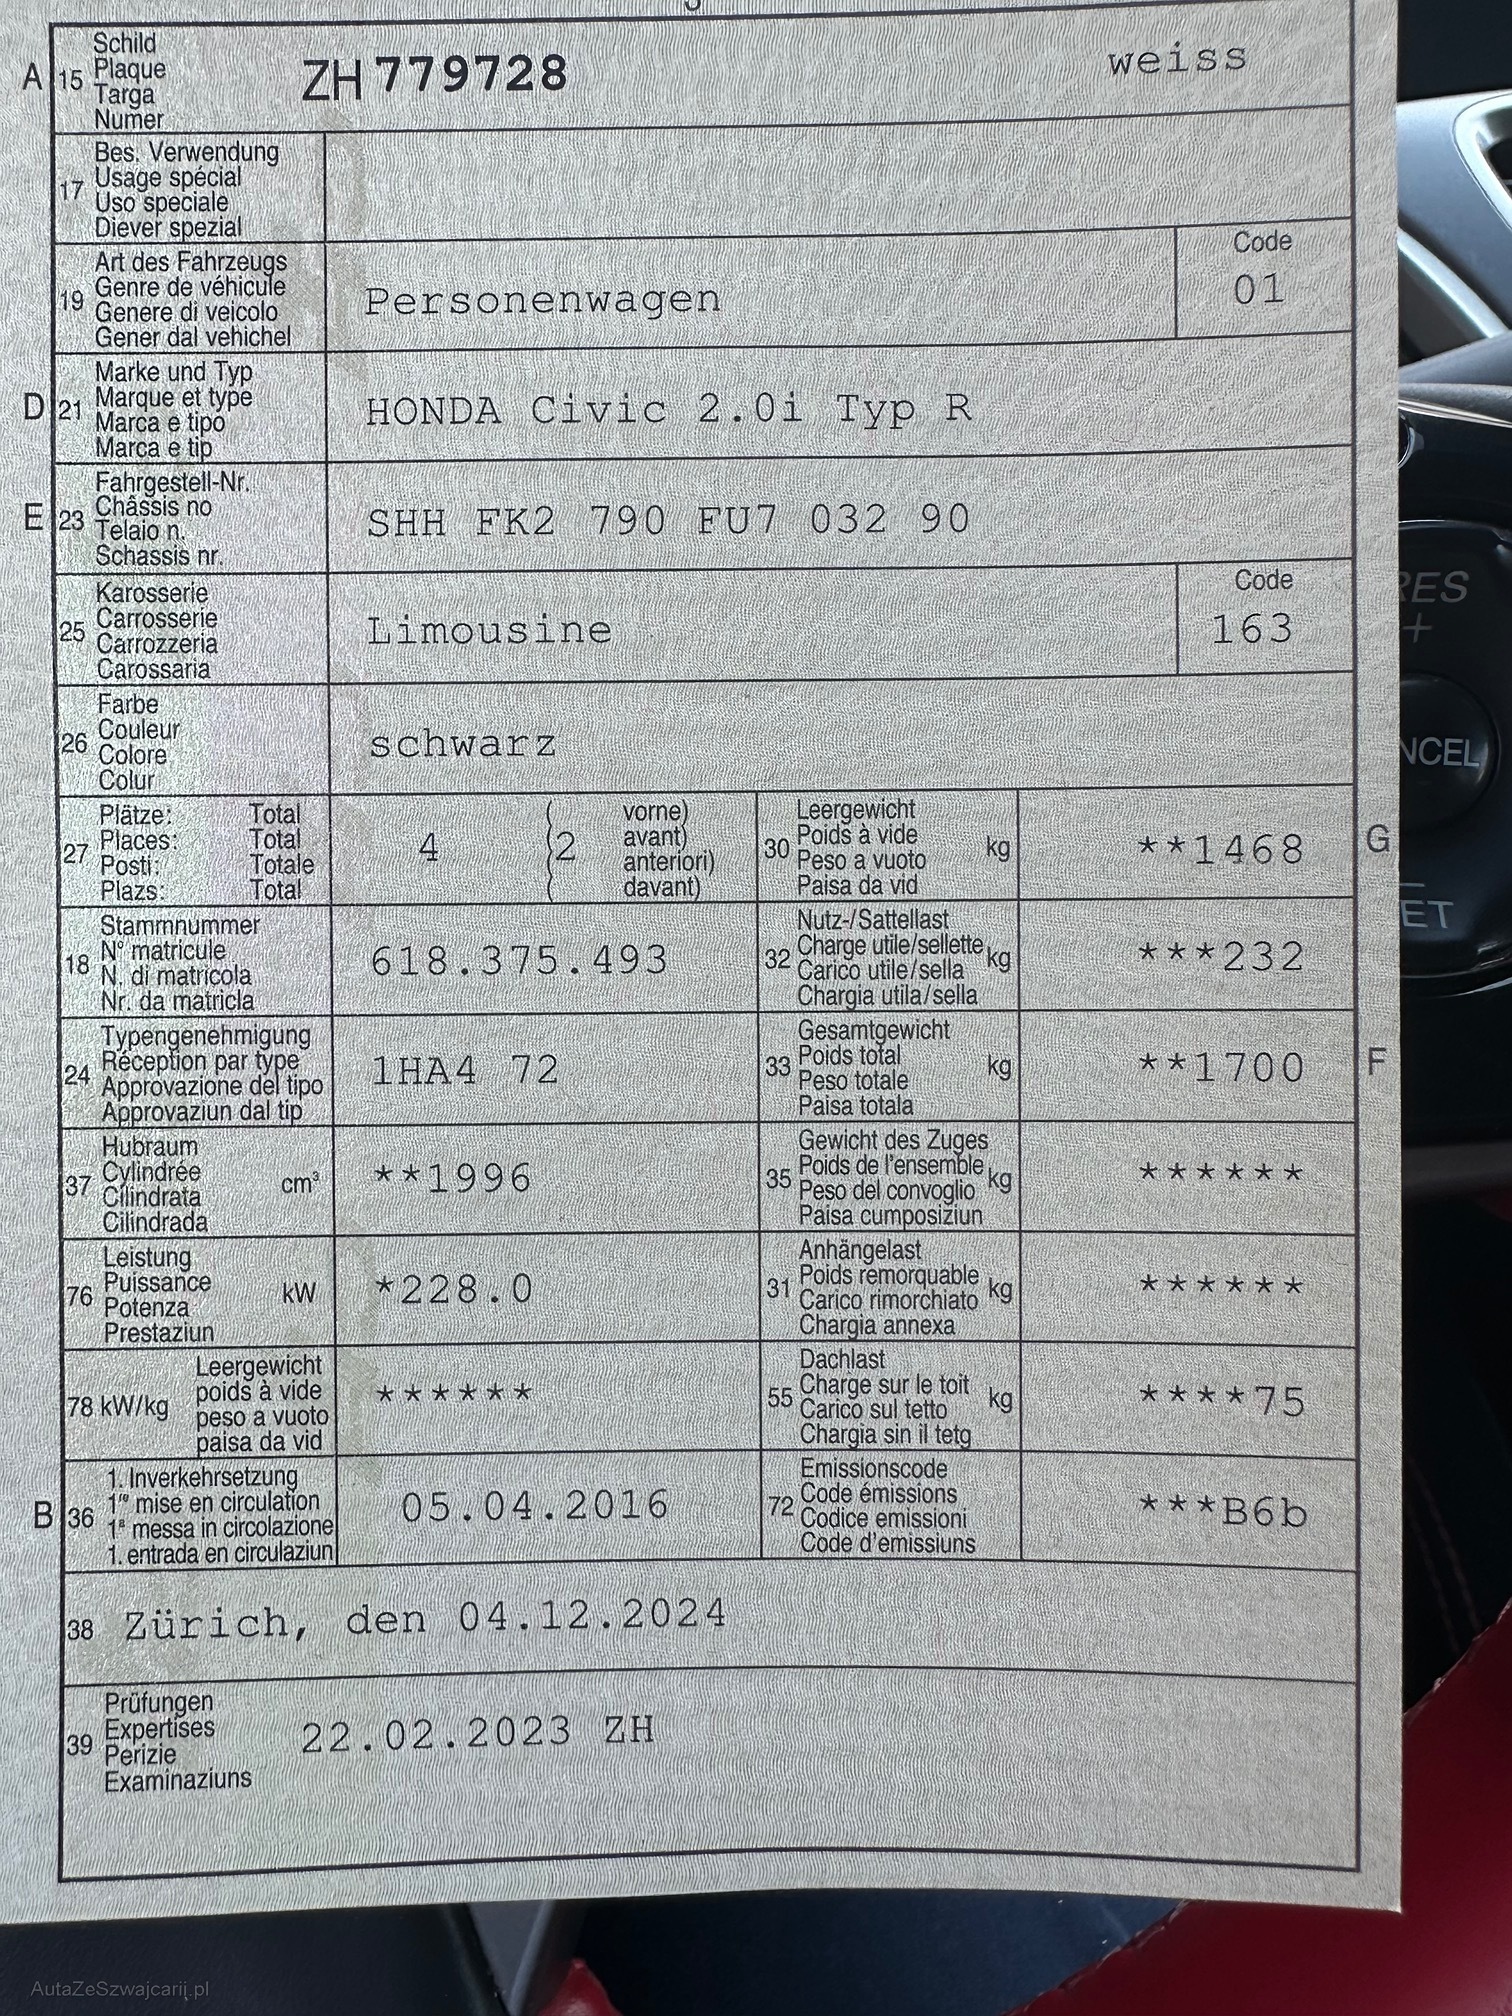 A 15 Schild
Plaque
Targa
Numer
ZH 779728 weiss
17 Bes. Verwendung
Usage spécial
Uso speciale
Diever spezial
19 Art des Fahrzeugs
Genre de véhicule
Genere di veicolo
Gener dal vehichel
Personenwagen
Code
01
D 21 Marke und Typ
Marque et type
Marca e tipo
Marca e tip
HONDA Civic 2.0i Typ R
E 23 Fahrgestell-Nr.
Châssis no
Telaio n.
Schassis nr.
SHH FK2 790 FU7 032 90
25 Karosserie
Carrosserie
Carrozzeria
Carossaria
Limousine
Code
163
26 Farbe
Couleur
Colore
Colur
schwarz
27 Plätze: Total
Places: Total
Posti: Totale
Plazs: Total
4 (2 vorne)
avant)
anteriori)
davant)
30 Leergewicht
Poids à vide
Peso a vuoto
Paisa da vid
kg **1468 G
18 Stammnummer
N° matricule
N. di matricola
Nr. da matricla
618.375.493
32 Nutz-/Sattellast
Charge utile/sellette
Carico utile/sella
Chargia utila/sella
kg ***232
24 Typengenehmigung
Réception par type
Approvazione del tipo
Approvaziun dal tip
1HA4 72
33 Gesamtgewicht
Poids total
Peso totale
Paisa totala
kg **1700 F
37 Hubraum
Cylindrée
Cilindrata
Cilindrada
cm³ **1996
35 Gewicht des Zuges
Poids de l'ensemble
Peso del convoglio
Paisa cumposiziun
kg ******
76 Leistung
Puissance
Potenza
Prestaziun
kW *228.0
31 Anhängelast
Poids remorquable
Carico rimorchiato
Chargia annexa
kg ******
78 kW/kg Leergewicht
poids à vide
peso a vuoto
paisa da vid
******
55 Dachlast
Charge sur le toit
Carico sul tetto
Chargia sin il tetg
kg ****75
B 36 1. Inverkehrsetzung
1re mise en circulation
1a messa in circolazione
1. entrada en circulaziun
05.04.2016
72 Emissionscode
Code émissions
Codice emissioni
Code d'emissiuns
***B6b
38 Zürich, den 04.12.2024
39 Prüfungen
Expertises
Perizie
Examinaziuns
22.02.2023 ZH
RES
+
NCEL
ET
AutaZeSzwajcarij.pl